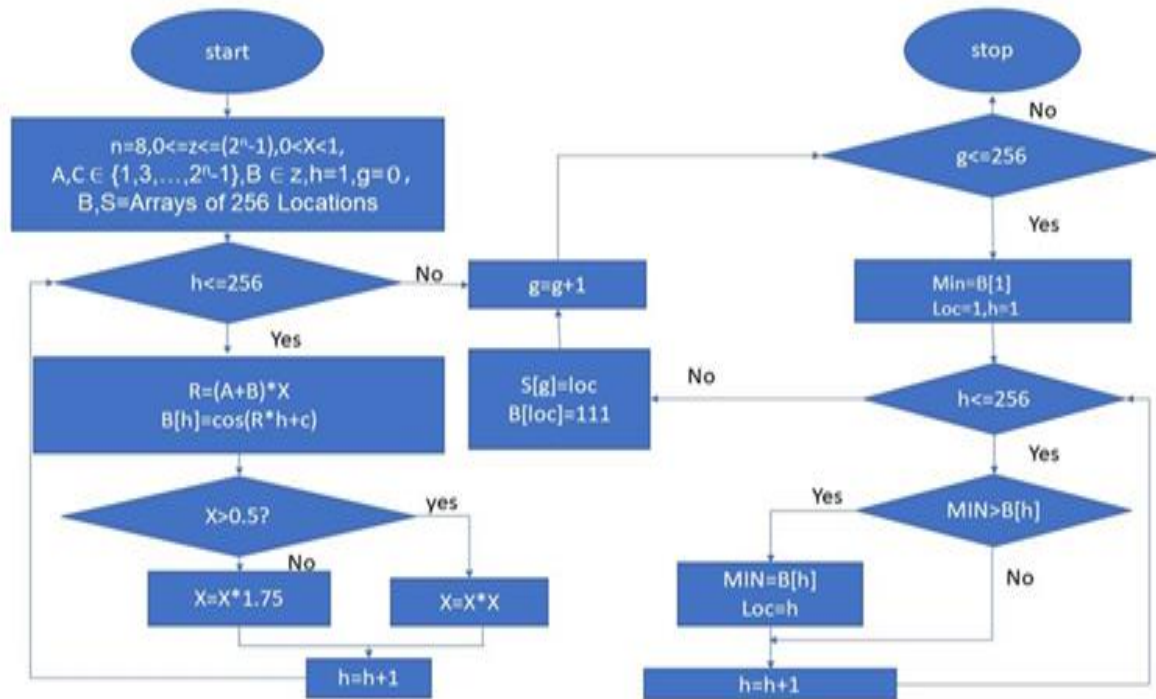 start
n=8,0<=z<=(2ⁿ-1),0<X<1,
A,C ∈ {1,3,...,2ⁿ-1},B ∈ z,h=1,g=0,
B,S=Arrays of 256 Locations
h<=256
No
Yes
R=(A+B)*X
B[h]=cos(R*h+c)
X>0.5?
yes
No
X=X*1.75
X=X*X
h=h+1
g=g+1
S[g]=loc
B[loc]=111
stop
No
g<=256
Yes
Min=B[1]
Loc=1,h=1
No
h<=256
Yes
MIN>B[h]
Yes
No
MIN=B[h]
Loc=h
h=h+1